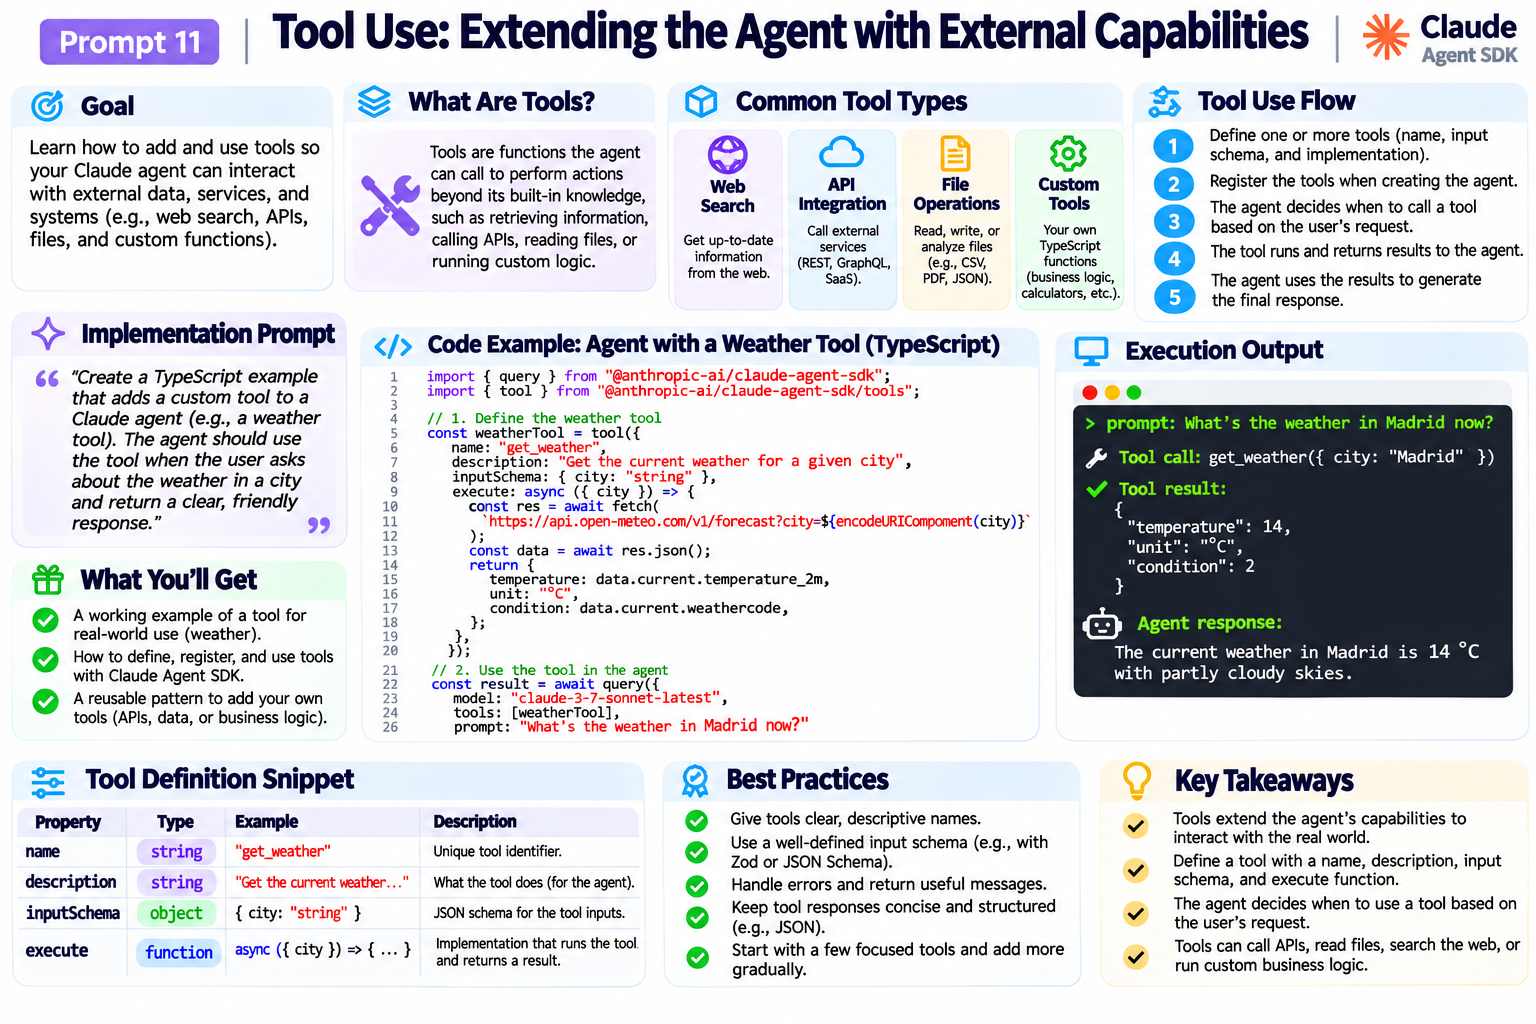 Prompt 11
Tool Use: Extending the Agent with External Capabilities
Claude
Agent SDK
Goal
Learn how to add and use tools so
your Claude agent can interact
with external data, services, and
systems (e.g., web search, APIs,
files, and custom functions).
What Are Tools?
Tools are functions the agent
can call to perform actions
beyond its built-in knowledge,
such as retrieving information,
calling APIs, reading files, or
running custom logic.
Common Tool Types
Web
Search
Get up-to-date
information
from the web.
API
Integration
Call external
services
(REST, GraphQL,
SaaS).
File
Operations
Read, write, or
analyze files
(e.g., CSV,
PDF, JSON).
Custom
Tools
Your own
TypeScript
functions
(business logic,
calculators, etc.).
Tool Use Flow
1 Define one or more tools (name, input
schema, and implementation).
2 Register the tools when creating the agent.
3 The agent decides when to call a tool
based on the user's request.
4 The tool runs and returns results to the agent.
5 The agent uses the results to generate
the final response.
Implementation Prompt
"Create a TypeScript example
that adds a custom tool to a
Claude agent (e.g., a weather
tool). The agent should use
the tool when the user asks
about the weather in a city
and return a clear, friendly
response."
What You'll Get
A working example of a tool for
real-world use (weather).
How to define, register, and use tools
with Claude Agent SDK.
A reusable pattern to add your own
tools (APIs, data, or business logic).
</> Code Example: Agent with a Weather Tool (TypeScript)
1 import { query } from "@anthropic-ai/claude-agent-sdk";
2 import { tool } from "@anthropic-ai/claude-agent-sdk/tools";
3
4 // 1. Define the weather tool
5 const weatherTool = tool({
6 name: "get_weather",
7 description: "Get the current weather for a given city",
8 inputSchema: { city: "string" },
9 execute: async ({ city }) => {
10 const res = await fetch(
11 `https://api.open-meteo.com/v1/forecast?city=${encodeURICompoment(city)}`
12 );
13 const data = await res.json();
14 return {
15 temperature: data.current.temperature_2m,
16 unit: "°C",
17 condition: data.current.weathercode,
18 };
19 },
20 });
21 // 2. Use the tool in the agent
22 const result = await query({
23 model: "claude-3-7-sonnet-latest",
24 tools: [weatherTool],
26 prompt: "What's the weather in Madrid now?"
Execution Output
> prompt: What's the weather in Madrid now?
Tool call: get_weather({ city: "Madrid" })
Tool result:
{
"temperature": 14,
"unit": "°C",
"condition": 2
}
Agent response:
The current weather in Madrid is 14 °C
with partly cloudy skies.
Tool Definition Snippet
Property Type Example Description
name string "get_weather" Unique tool identifier.
description string "Get the current weather..." What the tool does (for the agent).
inputSchema object { city: "string" } JSON schema for the tool inputs.
execute function async ({ city }) => { ... } Implementation that runs the tool
and returns a result.
Best Practices
Give tools clear, descriptive names.
Use a well-defined input schema (e.g., with
Zod or JSON Schema).
Handle errors and return useful messages.
Keep tool responses concise and structured
(e.g., JSON).
Start with a few focused tools and add more
gradually.
Key Takeaways
Tools extend the agent's capabilities to
interact with the real world.
Define a tool with a name, description, input
schema, and execute function.
The agent decides when to use a tool based on
the user's request.
Tools can call APIs, read files, search the web, or
run custom business logic.